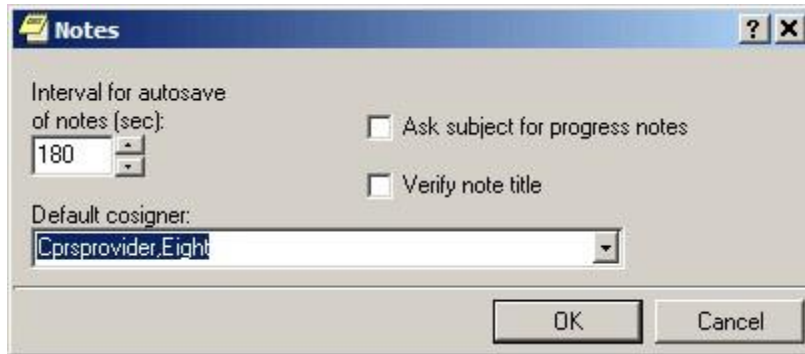 Notes
Interval for autosave
of notes (sec):
180
Ask subject for progress notes
Verify note title
Default cosigner:
Cprsprovider,Eight
OK
Cancel